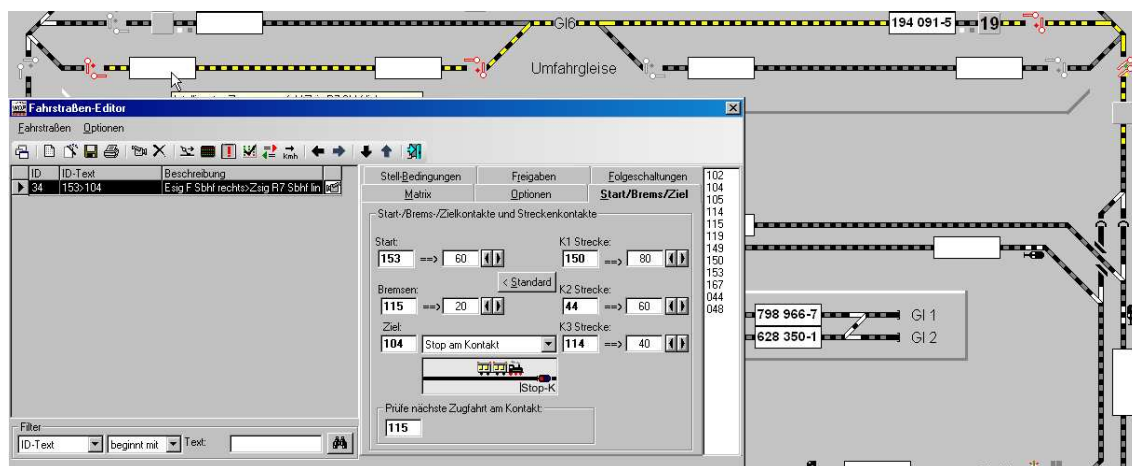 Gl6
194 091-5
19
Umfahrgleise
Fahrstraßen-Editor
Fahrstraßen Optionen
Kmh
ID ID-Text Beschreibung
34 153>104 Esig F Sbhf rechts>Zsig R7 Sbhf lin
Stell-Bedingungen Freigaben Folgeschaltungen
Matrix Optionen Start/Brems/Ziel
Start-/Brems-/Zielkontakte und Streckenkontakte
Start: K1 Strecke:
153 ==> 60 150 ==> 80
< Standard
Bremsen: K2 Strecke:
115 ==> 20 44 ==> 60
Ziel: K3 Strecke:
104 Stop am Kontakt 114 ==> 40
Stop-K
Prüfe nächste Zugfahrt am Kontakt:
115
102
104
105
114
115
119
149
150
153
167
044
048
Filter
ID-Text beginnt mit Text:
798 966-7 Gl 1
628 350-1 Gl 2